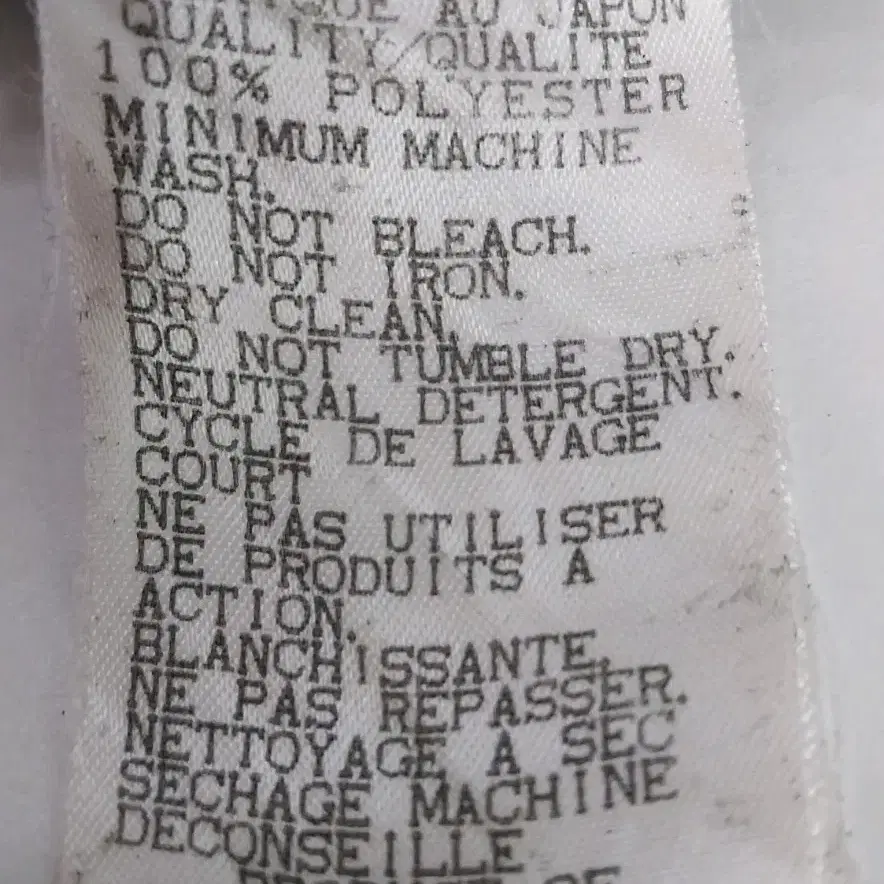 AU JAPON
QUALITY/QUALITE
100% POLYESTER
MINIMUM MACHINE
WASH.
DO NOT BLEACH.
DO NOT IRON.
DRY CLEAN.
DO NOT TUMBLE DRY.
NEUTRAL DETERGENT.
CYCLE DE LAVAGE
COURT
NE PAS UTILISER
DE PRODUITS A
ACTION.
BLANCHISSANTE.
NE PAS REPASSER.
NETTOYAGE A SEC
SECHAGE MACHINE
DECONSEILLE